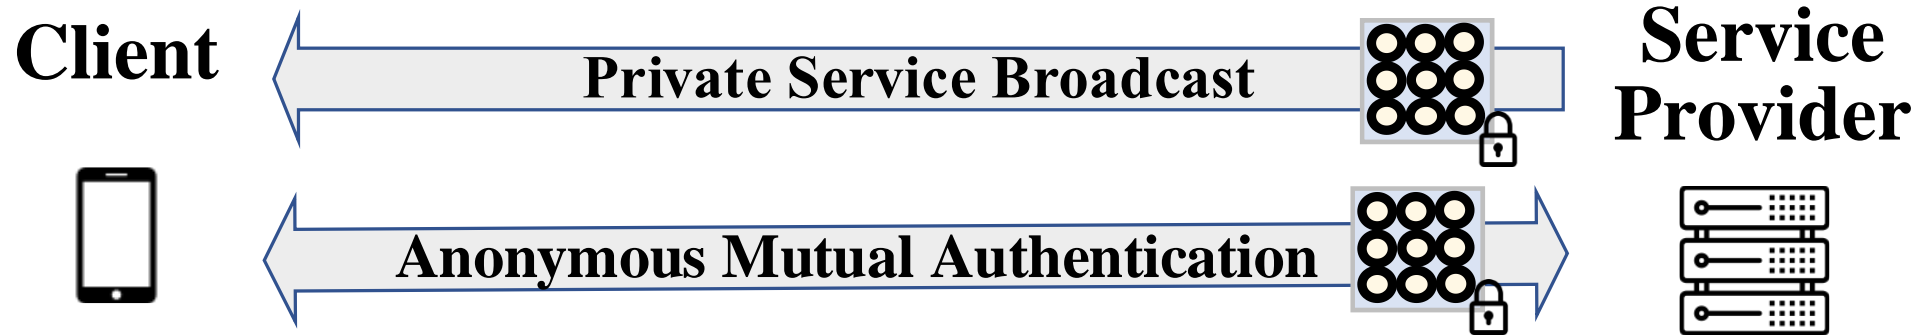 Client
Private Service Broadcast
Service
Provider
Anonymous Mutual Authentication